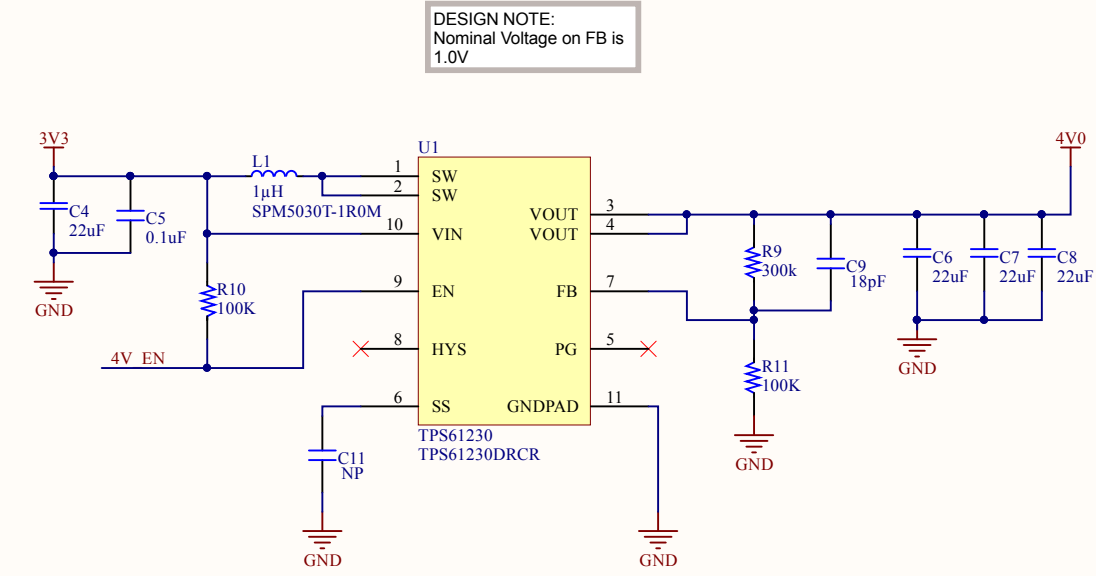 DESIGN NOTE:
Nominal Voltage on FB is
1.0V
3V3
4V0
U1
L1
1µH
SPM5030T-1R0M
C4
22uF
C5
0.1uF
R10
100K
4V_EN
1
SW
2
SW
10
VIN
9
EN
8
HYS
6
SS
VOUT
3
VOUT
4
FB
7
PG
5
GNDPAD
11
TPS61230
TPS61230DRCR
C11
NP
R9
300k
C9
18pF
R11
100K
C6
22uF
C7
22uF
C8
22uF
GND
GND
GND
GND
GND